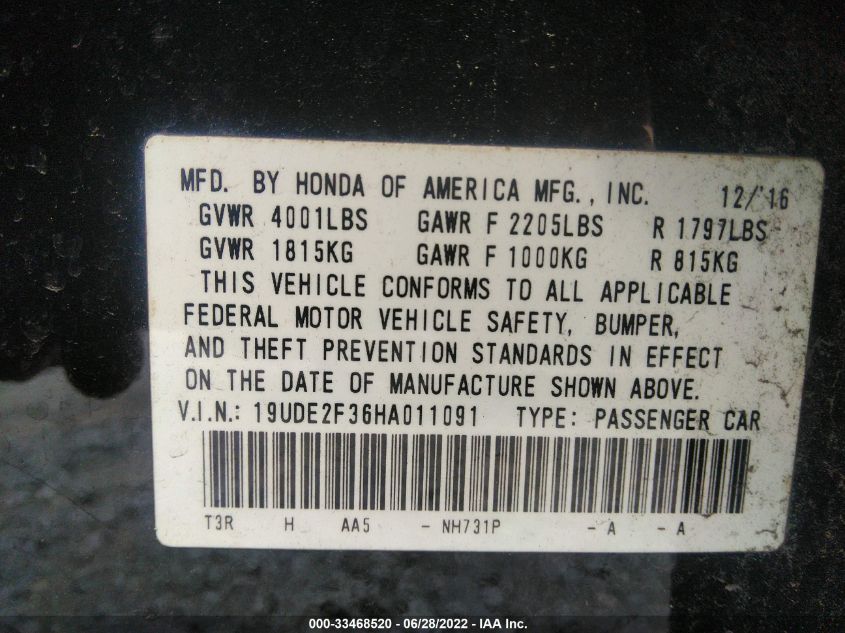 MFD. BY HONDA OF AMERICA MFG., INC. 12/'16
GVWR 4001LBS GAWR F 2205LBS R 1797LBS
GVWR 1815KG GAWR F 1000KG R 815KG
THIS VEHICLE CONFORMS TO ALL APPLICABLE
FEDERAL MOTOR VEHICLE SAFETY, BUMPER,
AND THEFT PREVENTION STANDARDS IN EFFECT
ON THE DATE OF MANUFACTURE SHOWN ABOVE.
V.I.N.: 19UDE2F36HA011091 TYPE: PASSENGER CAR
T3R H AA5 - NH731P - A - A
000-33468520 - 06/28/2022 - IAA Inc.